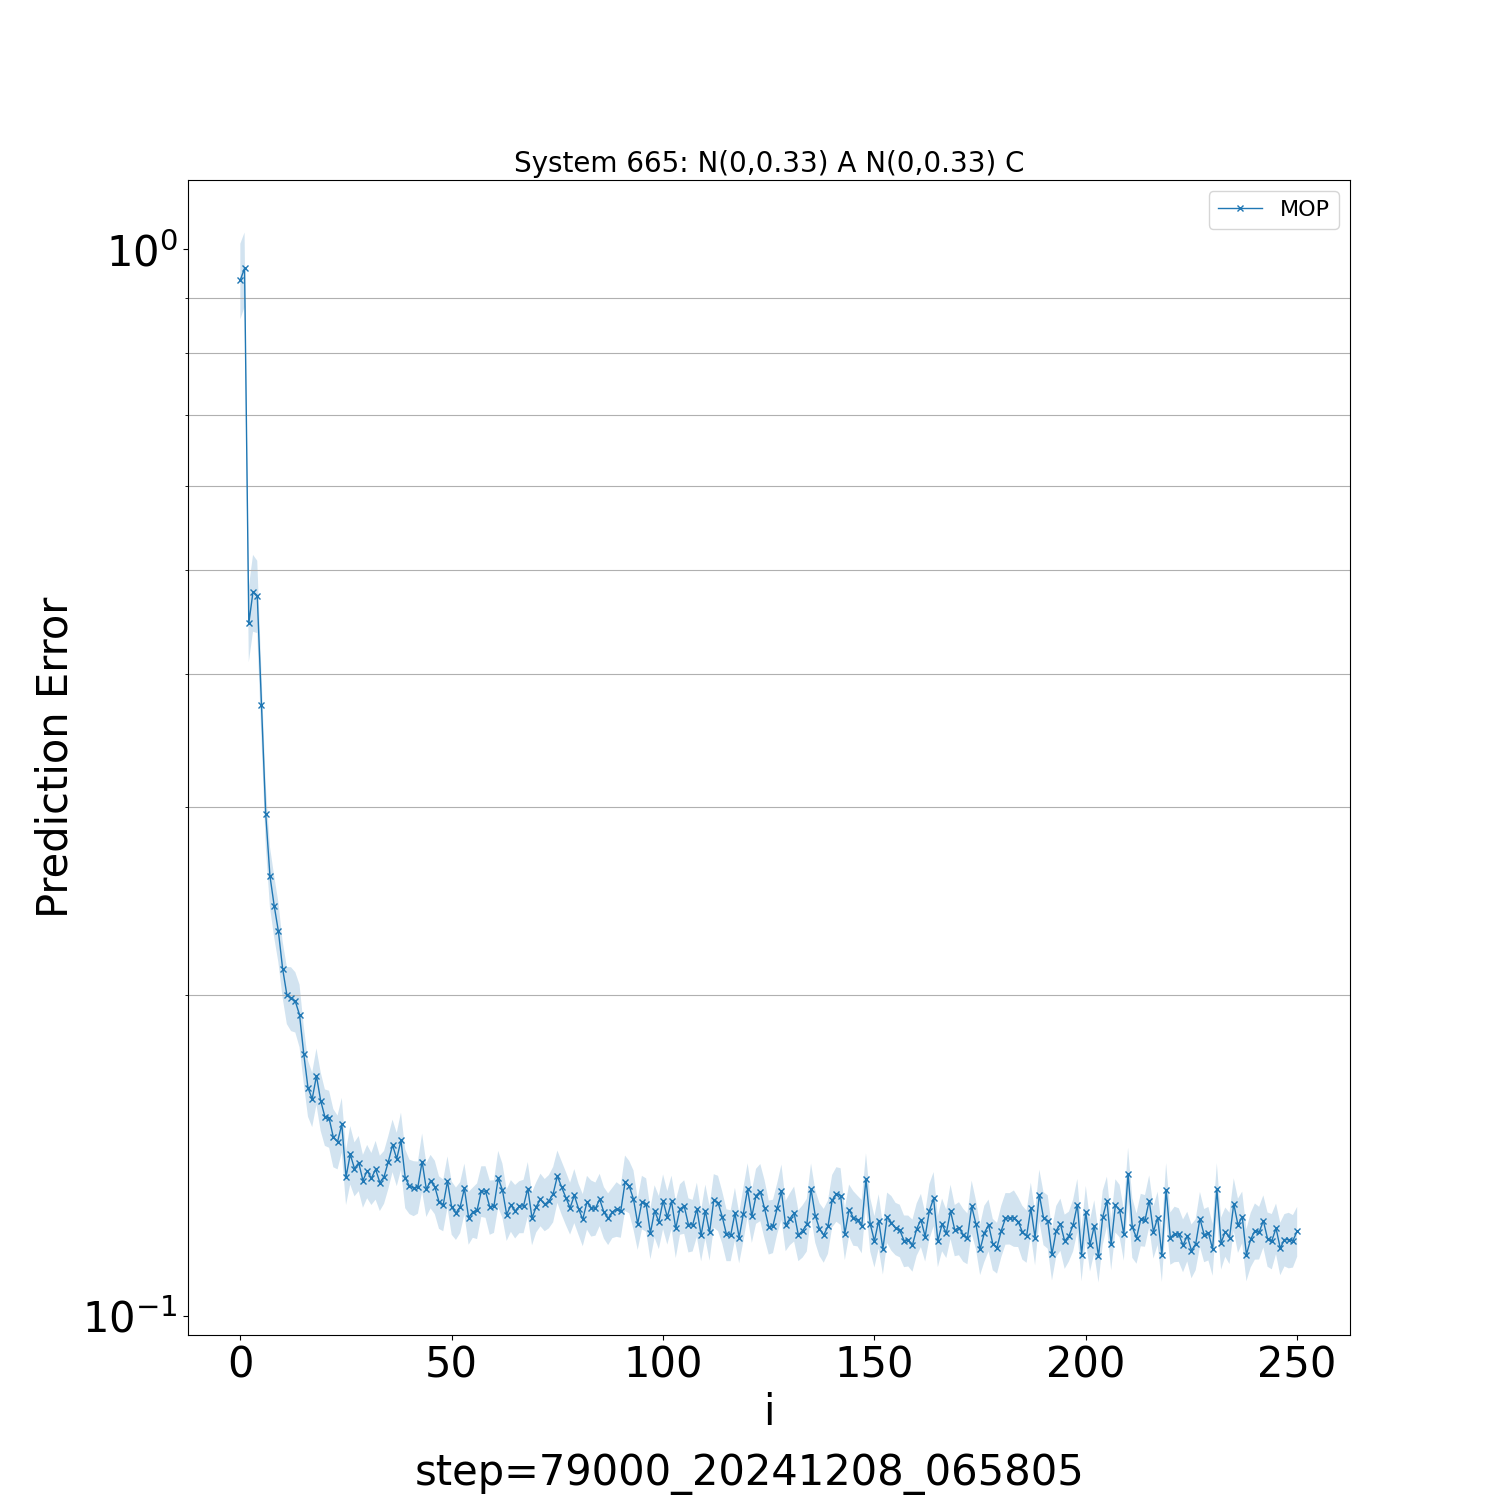 System 665: N(0,0.33) A N(0,0.33) C
MOP
10⁰
10⁻¹
Prediction Error
0 50 100 150 200 250
i
step=79000_20241208_065805